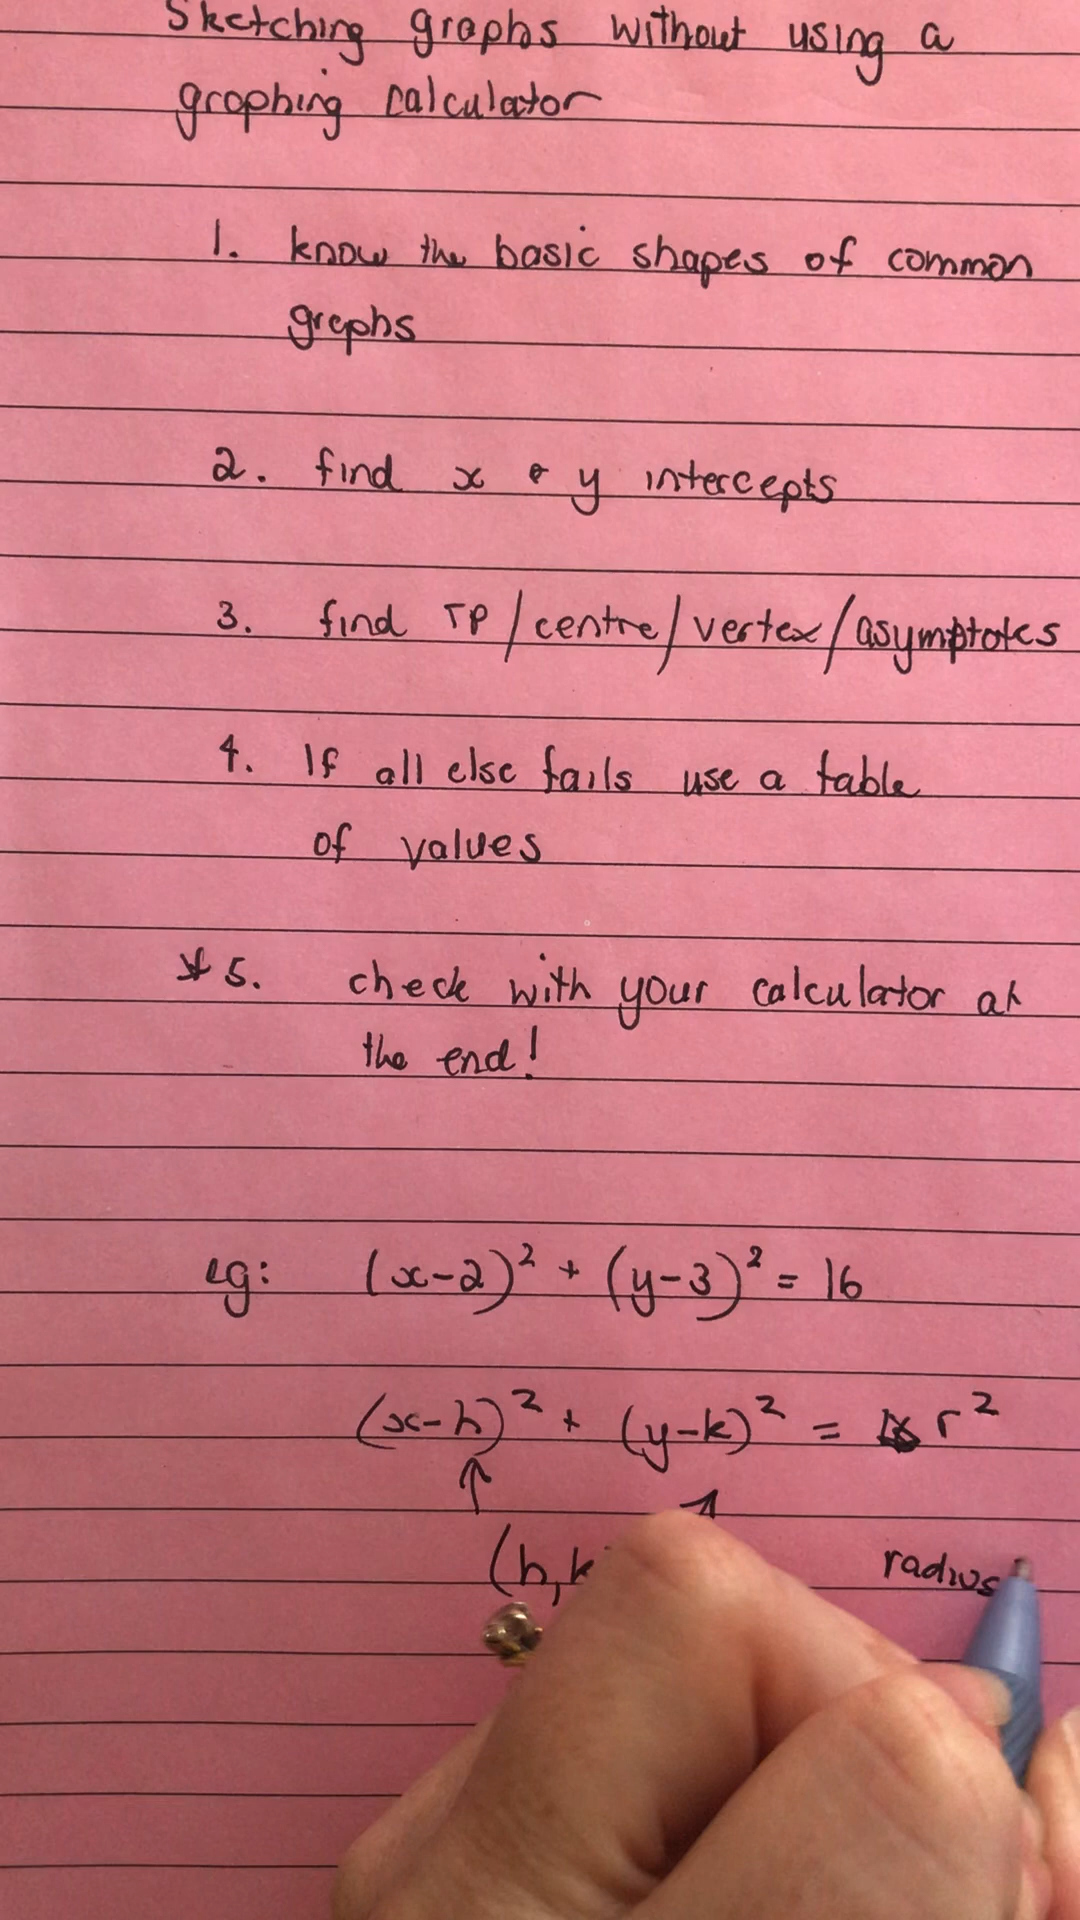 Sketching graphs without using a
graphing calculator
1. know the basic shapes of common
graphs
2. find x & y intercepts
3. find TP/centre/vertex/asymptotes
4. If all else fails use a table
of values
* 5. check with your calculator at
the end!
eg: (x-2)² + (y-3)² = 16
(x-h)² + (y-k)² = r²
↑ ↑
(h,k radius